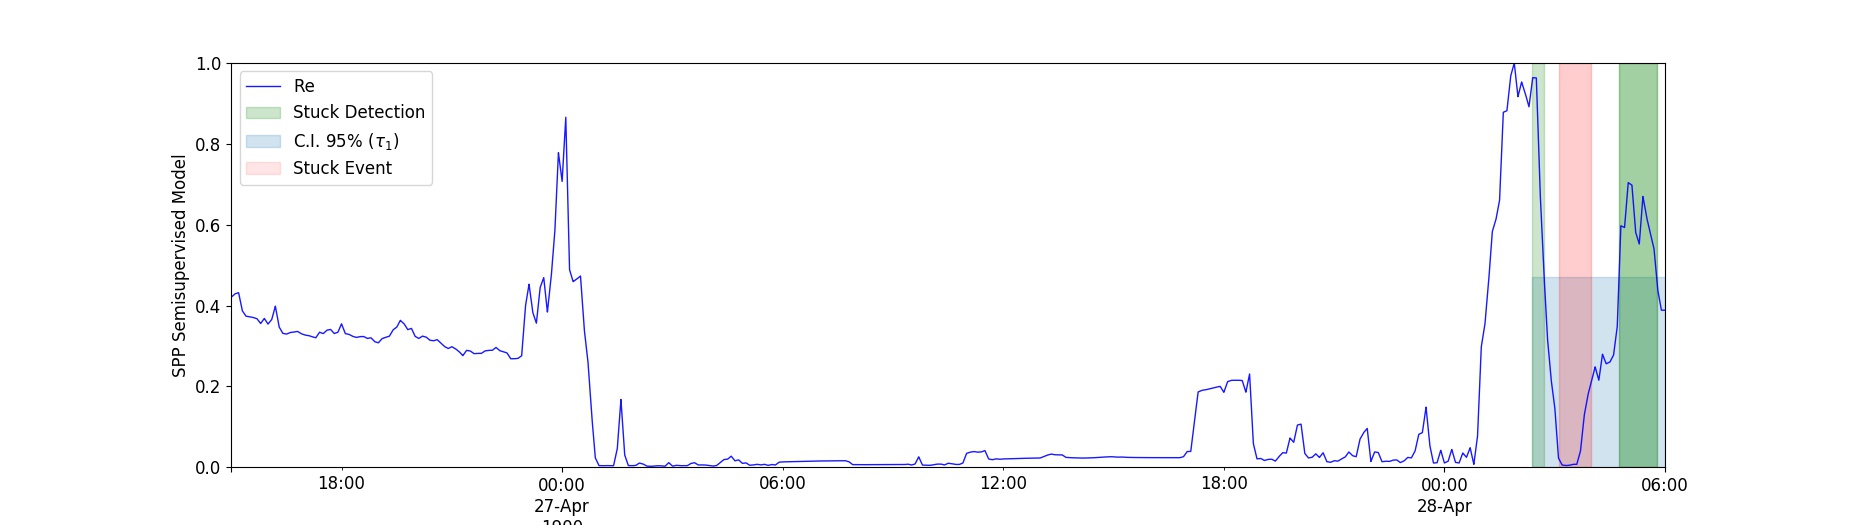 1.0
0.8
0.6
0.4
0.2
0.0
SPP Semisupervised Model
Re
Stuck Detection
C.I. 95% (τ₁)
Stuck Event
18:00
00:00
06:00
12:00
18:00
00:00
06:00
27-Apr
28-Apr
1900